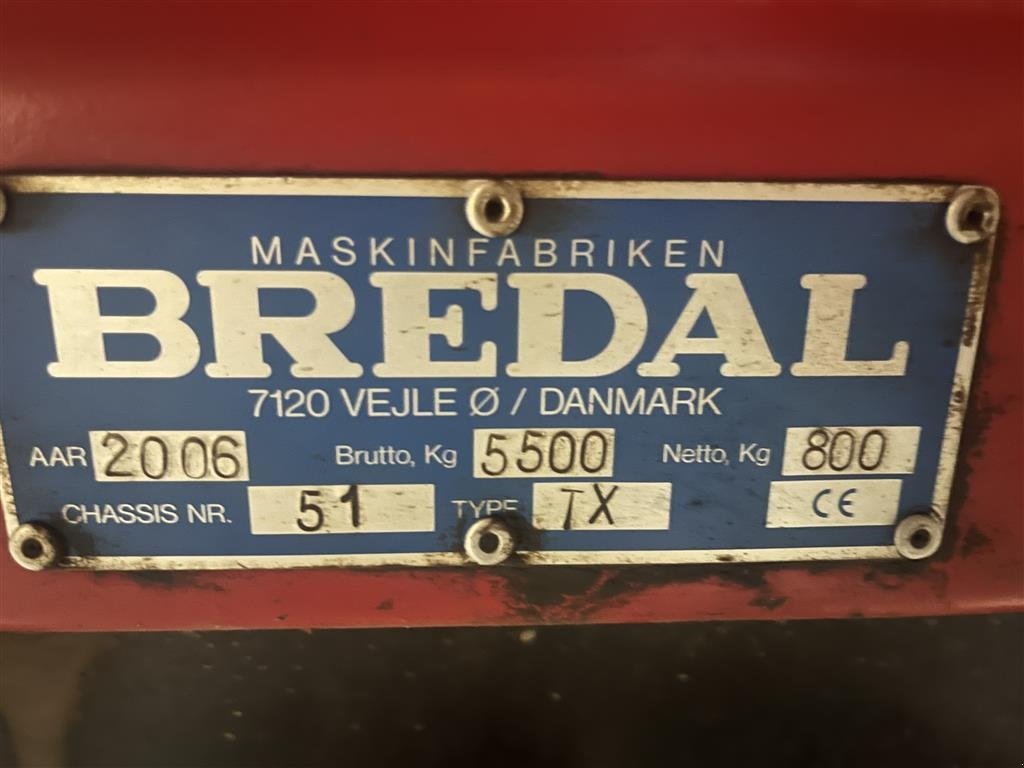 MASKINFABRIKEN
BREDAL
7120 VEJLE Ø / DANMARK
AAR 2006 Brutto, Kg 5500 Netto, Kg 800
CHASSIS NR. 51 TYPE TX CE